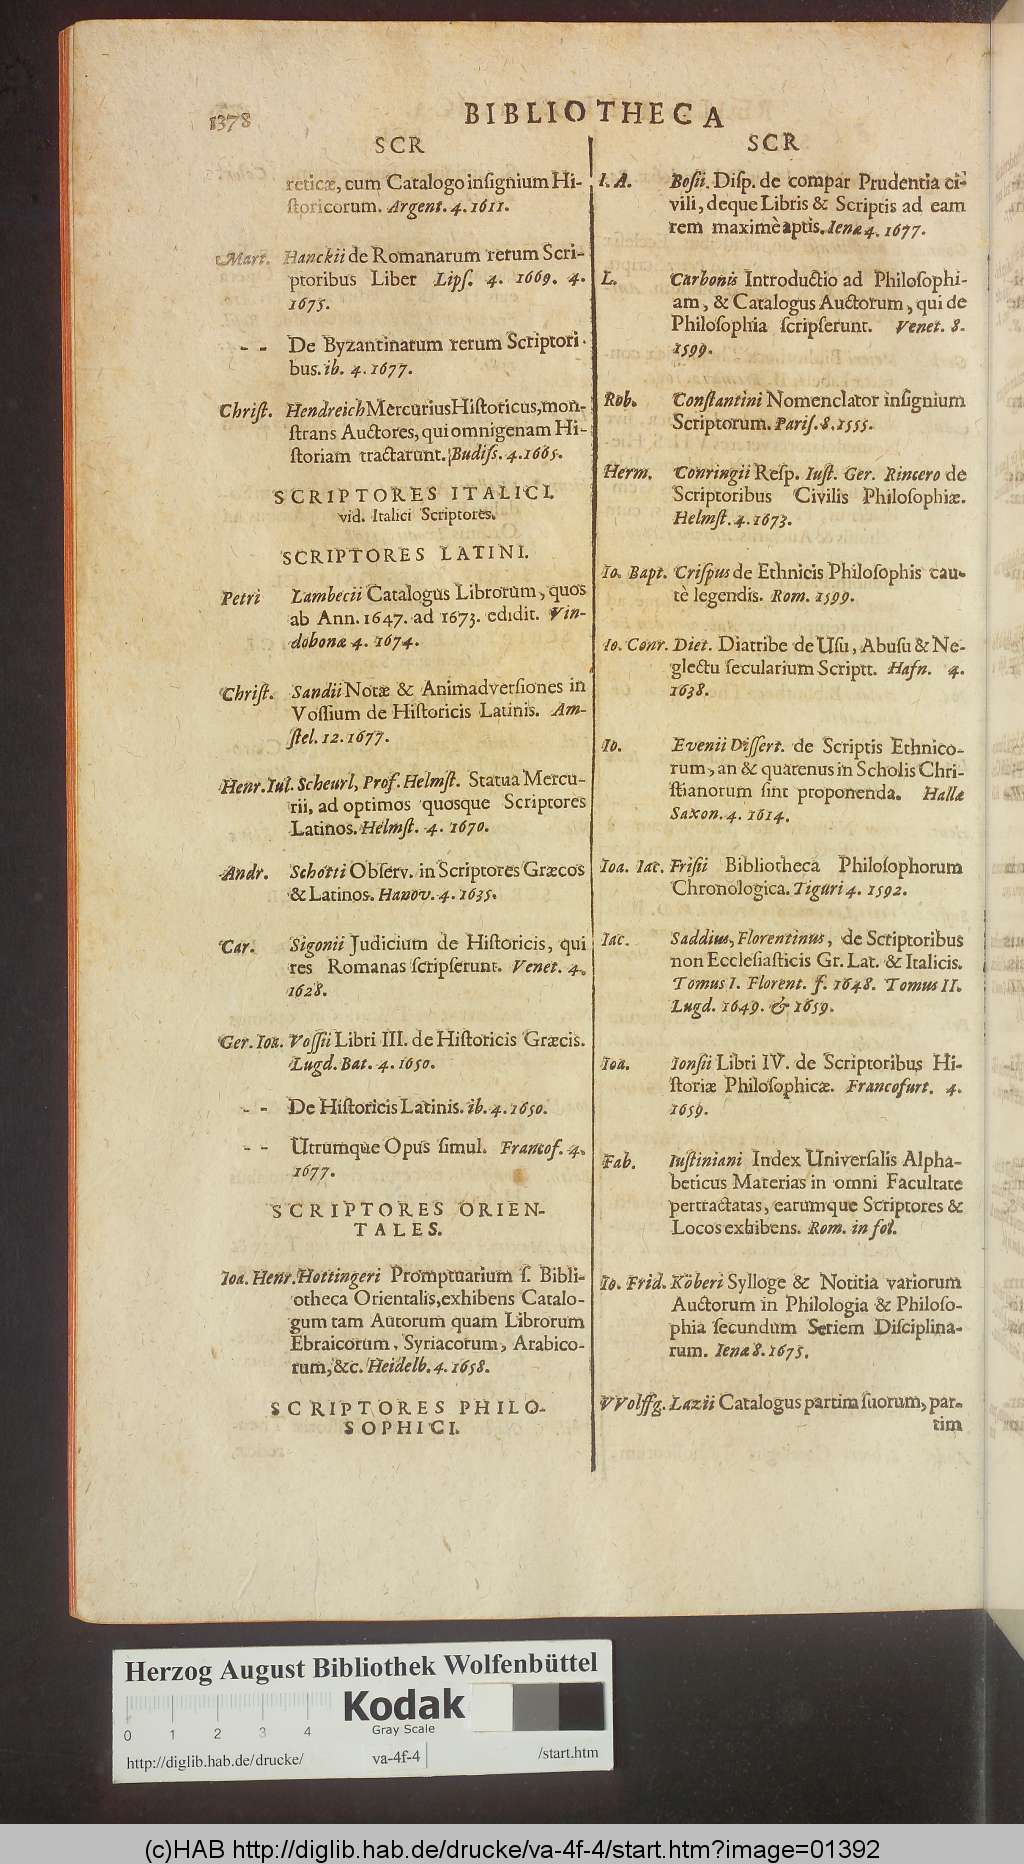 1378
BIBLIOTHECA
SCR
reticæ, cum Catalogo insignium Hi-
storicorum. Argent. 4. 1611.
Mart. Hanckii de Romanarum rerum Scri-
ptoribus Liber Lips. 4. 1669. 4.
1675.
- - De Byzantinarum rerum Scriptori-
bus. ib. 4. 1677.
Christ. Hendreich Mercurius Historicus, mon-
strans Auctores, qui omnigenam Hi-
storiam tractarunt. Budiss. 4. 1665.
SCRIPTORES ITALICI.
vid. Italici Scriptores.
SCRIPTORES LATINI.
Petri Lambecii Catalogus Librorum, quos
ab Ann. 1647. ad 1673. edidit. Vin-
dobonæ 4. 1674.
Christ. Sandii Notæ & Animadversiones in
Vossium de Historicis Latinis. Am-
stel. 12. 1677.
Henr. Iul. Scheurl, Prof. Helmst. Statua Mercu-
rii, ad optimos quosque Scriptores
Latinos. Helmst. 4. 1670.
Andr. Schotti Observ. in Scriptores Græcos
& Latinos. Hanov. 4. 1635.
Car. Sigonii Judicium de Historicis, qui
res Romanas scripserunt. Venet. 4.
1628.
Ger. Ioa. Vossii Libri III. de Historicis Græcis.
Lugd. Bat. 4. 1650.
- - De Historicis Latinis. ib. 4. 1650.
- - Utrumque Opus simul. Francof. 4.
1677.
SCRIPTORES ORIEN-
TALES.
Ioa. Henr. Hottingeri Promptuarium s. Bibli-
otheca Orientalis, exhibens Catalo-
gum tam Autorum quam Librorum
Ebraicorum, Syriacorum, Arabico-
rum, &c. Heidelb. 4. 1658.
SCRIPTORES PHILO-
SOPHICI.
SCR
I. A. Bosii. Disp. de compar Prudentia ci-
vili, deque Libris & Scriptis ad eam
rem maximè aptis. Ienæ 4. 1677.
L. Carbonis Introductio ad Philosophi-
am, & Catalogus Auctorum, qui de
Philosophia scripserunt. Venet. 8.
1599.
Rob. Constantini Nomenclator insignium
Scriptorum. Paris. 8. 1555.
Herm. Conringii Resp. Iust. Ger. Rincero de
Scriptoribus Civilis Philosophiæ.
Helmst. 4. 1673.
Io. Bapt. Crispus de Ethnicis Philosophis cau-
tè legendis. Rom. 1599.
Io. Conr. Diet. Diatribe de Usu, Abusu & Ne-
glectu secularium Scriptt. Hafn. 4.
1638.
Io. Evenii Dissert. de Scriptis Ethnico-
rum, an & quatenus in Scholis Chri-
stianorum sint proponenda. Hallæ
Saxon. 4. 1614.
Ioa. Iac. Frisii Bibliotheca Philosophorum
Chronologica. Tiguri 4. 1592.
Iac. Saddius, Florentinus, de Scriptoribus
non Ecclesiasticis Gr. Lat. & Italicis.
Tomus I. Florent. f. 1648. Tomus II.
Lugd. 1649. & 1659.
Ioa. Ionsii Libri IV. de Scriptoribus Hi-
storiæ Philosophicæ. Francofurt. 4.
1659.
Fab. Iustiniani Index Universalis Alpha-
beticus Materias in omni Facultate
pertractatas, earumque Scriptores &
Locos exhibens. Rom. in fol.
Io. Frid. Köberi Sylloge & Notitia variorum
Auctorum in Philologia & Philoso-
phia secundum Seriem Disciplina-
rum. Ienæ 8. 1675.
VVolffg. Lazii Catalogus partim suorum, par-
tim
Herzog August Bibliothek Wolfenbüttel
Kodak
Gray Scale
0 1 2 3 4
http://diglib.hab.de/drucke/ va-4f-4 /start.htm
(c)HAB http://diglib.hab.de/drucke/va-4f-4/start.htm?image=01392